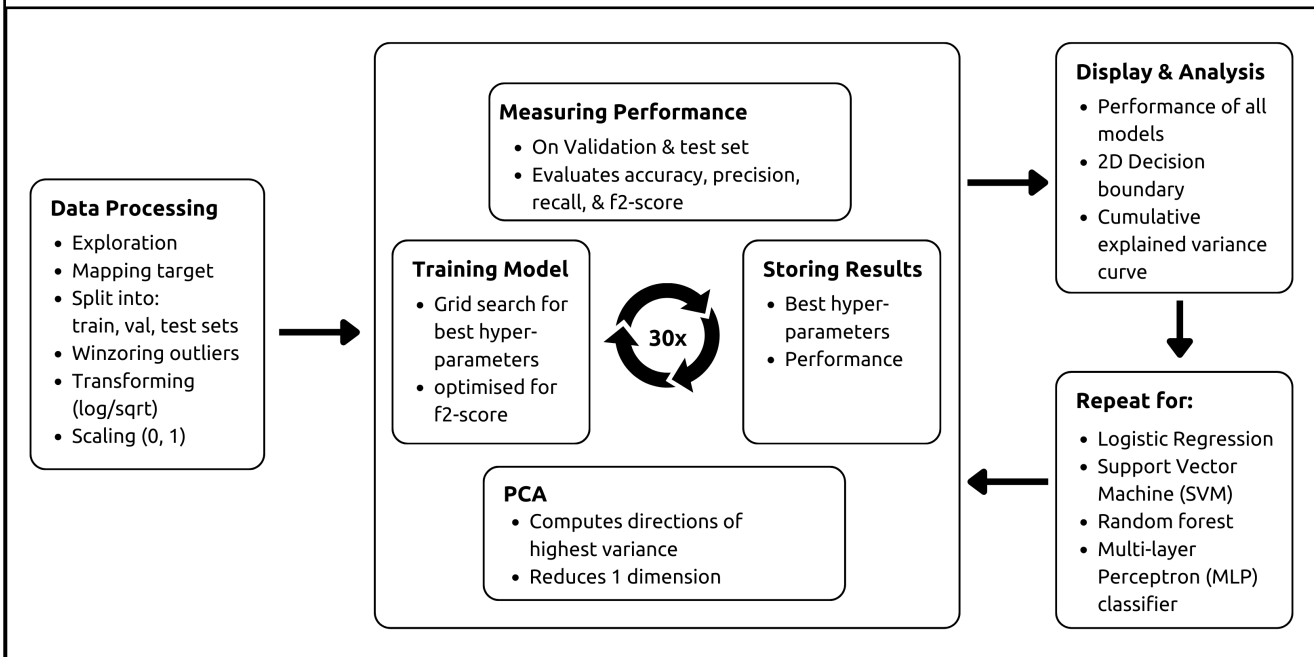 Data Processing
• Exploration
• Mapping target
• Split into:
train, val, test sets
• Winzoring outliers
• Transforming
(log/sqrt)
• Scaling (0, 1)
Measuring Performance
• On Validation & test set
• Evaluates accuracy, precision,
recall, & f2-score
Training Model
• Grid search for
best hyper-
parameters
• optimised for
f2-score
30x
Storing Results
• Best hyper-
parameters
• Performance
PCA
• Computes directions of
highest variance
• Reduces 1 dimension
Display & Analysis
• Performance of all
models
• 2D Decision
boundary
• Cumulative
explained variance
curve
Repeat for:
• Logistic Regression
• Support Vector
Machine (SVM)
• Random forest
• Multi-layer
Perceptron (MLP)
classifier